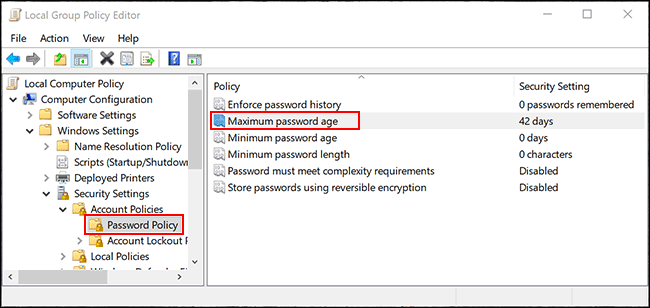 Local Group Policy Editor
File Action View Help
Local Computer Policy
Computer Configuration
Software Settings
Windows Settings
Name Resolution Policy
Scripts (Startup/Shutdown
Deployed Printers
Security Settings
Account Policies
Password Policy
Account Lockout P
Local Policies
Policy Security Setting
Enforce password history 0 passwords remembered
Maximum password age 42 days
Minimum password age 0 days
Minimum password length 0 characters
Password must meet complexity requirements Disabled
Store passwords using reversible encryption Disabled